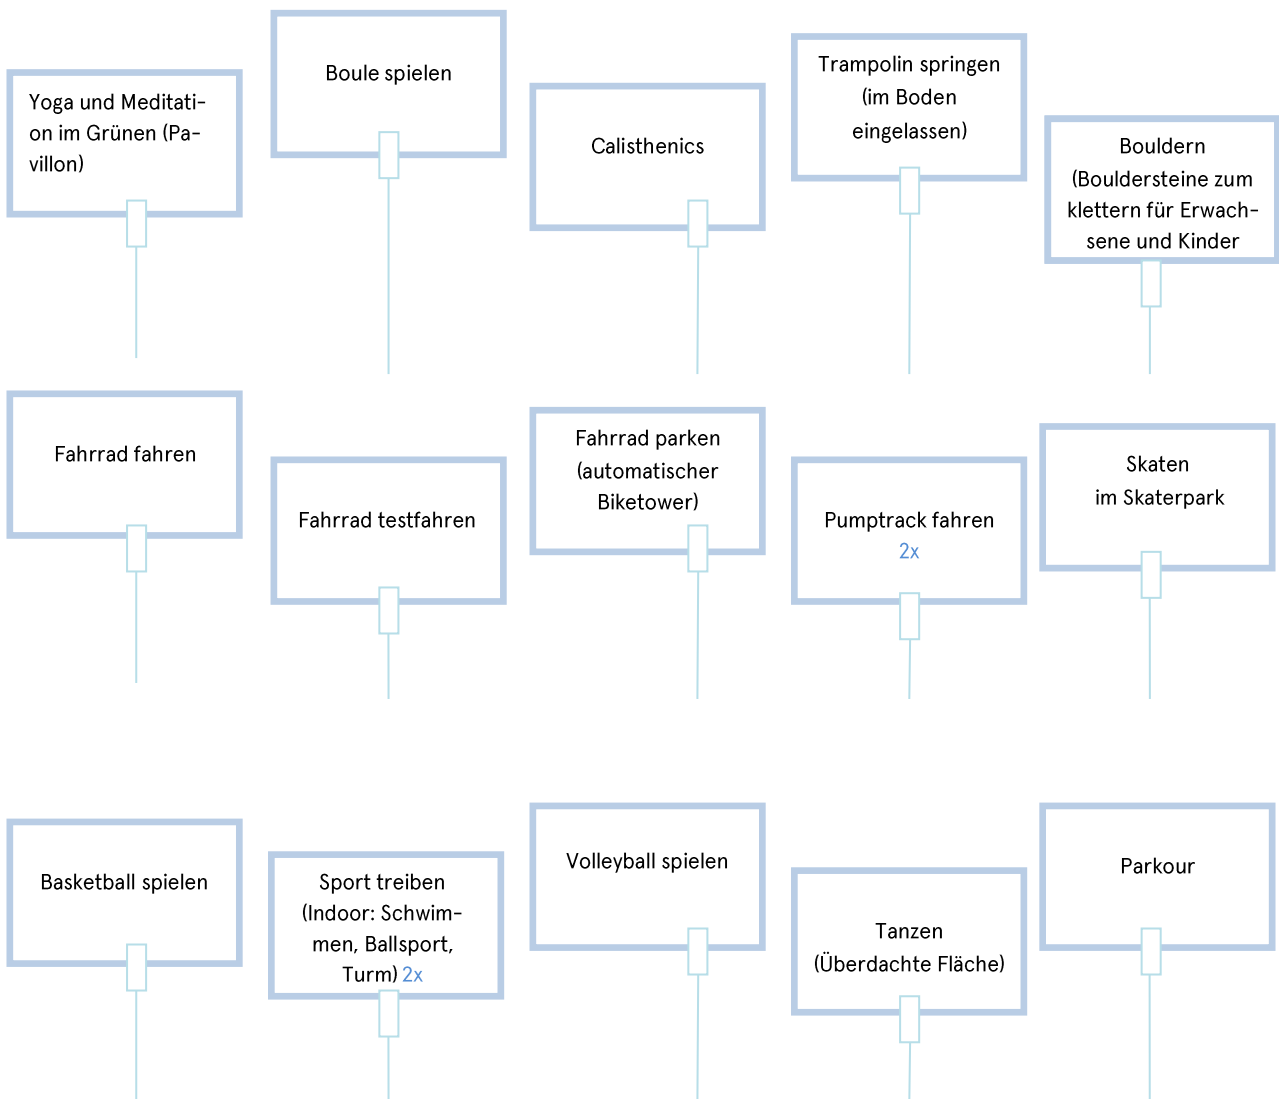 Yoga und Meditati-
on im Grünen (Pa-
villon)
Boule spielen
Calisthenics
Trampolin springen
(im Boden
eingelassen)
Bouldern
(Bouldersteine zum
klettern für Erwach-
sene und Kinder
Fahrrad fahren
Fahrrad testfahren
Fahrrad parken
(automatischer
Biketower)
Pumptrack fahren
2x
Skaten
im Skaterpark
Basketball spielen
Sport treiben
(Indoor: Schwim-
men, Ballsport,
Turm) 2x
Volleyball spielen
Tanzen
(Überdachte Fläche)
Parkour